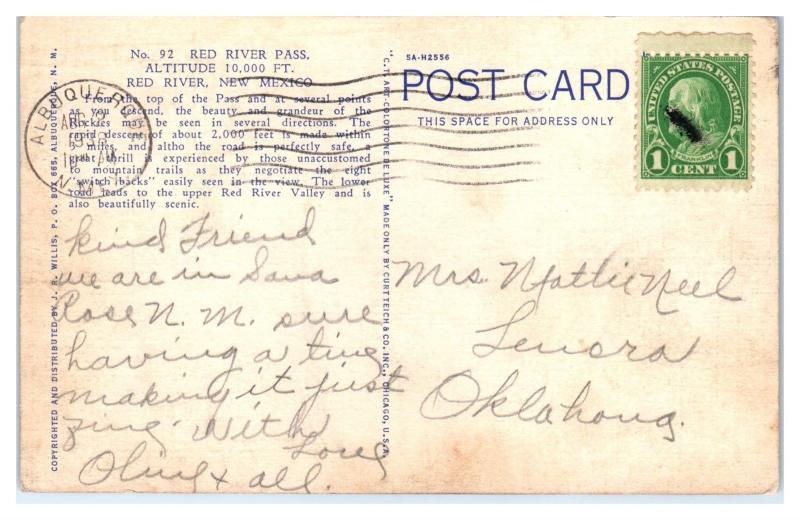 No. 92 RED RIVER PASS,
ALTITUDE 10,000 FT.
RED RIVER, NEW MEXICO
From the top of the Pass and at several points
as you descend, the beauty and grandeur of the
Rockies may be seen in several directions. The
rapid descent of about 2,000 feet is made within
miles, and altho the road is perfectly safe, a
great thrill is experienced by those unaccustomed
to mountain trails as they negotiate the eight
"switch backs" easily seen in the view. The lower
road leads to the upper Red River Valley and is
also beautifully scenic.
ALBUQUERQUE
N.M.
COPYRIGHTED AND DISTRIBUTED BY J. R. WILLIS, P. O. BOX 665, ALBUQUERQUE, N. M.
Kind Friend
we are in Sana
Rose N. M. sure
having a time
making it just
zing. With
Love
&all.
"C.T. ART-COLORTONE DE LUXE" MADE ONLY BY CURT TEICH & CO., INC., CHICAGO, U.S.A.
5A-H2556
POST CARD
THIS SPACE FOR ADDRESS ONLY
UNITED STATES POSTAGE
FRANKLIN
1 1
CENT
Mrs. Mattie Neel
Lenora
Oklahoma.